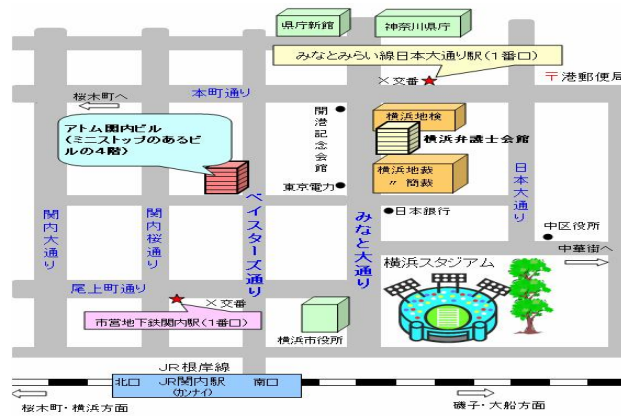 県庁新館
神奈川県庁
みなとみらい線日本大通り駅(1番口)
×交番
〒港郵便局
桜木町へ
本町通り
アトム関内ビル
(ミニストップのあるビ
ルの4階)
開港記念会館
横浜地検
横浜弁護士会館
横浜地裁
〃 簡裁
東京電力
日本大通り
関内大通り
関内桜通り
ベイスターズ通り
みなと大通り
日本銀行
中区役所
中華街へ
横浜スタジアム
尾上町通り
×交番
市営地下鉄関内駅(1番口)
横浜市役所
JR根岸線
北口 JR関内駅 南口
(カンナイ)
桜木町・横浜方面
磯子・大船方面